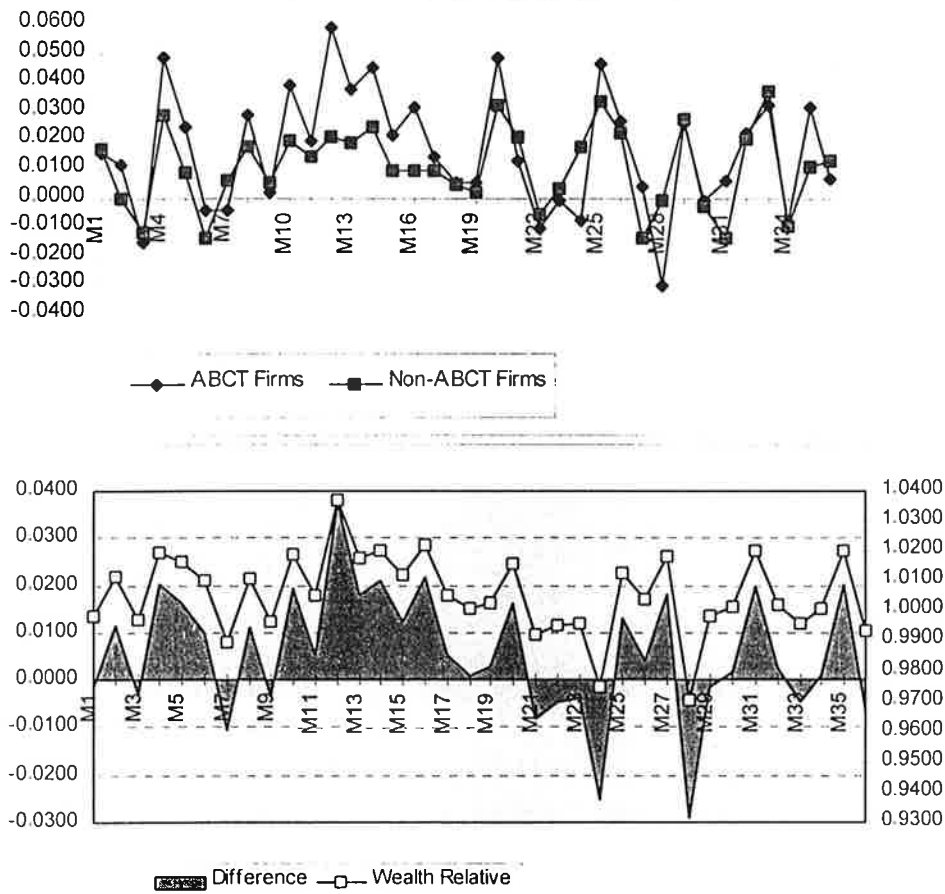 0.0600
0.0500
0.0400
0.0300
0.0200
0.0100
0.0000
-0.0100
-0.0200
-0.0300
-0.0400
M1
M4
M7
M10
M13
M16
M19
M22
M25
M28
M31
M34
ABCT Firms
Non-ABCT Firms
0.0400
0.0300
0.0200
0.0100
0.0000
-0.0100
-0.0200
-0.0300
1.0400
1.0300
1.0200
1.0100
1.0000
0.9900
0.9800
0.9700
0.9600
0.9500
0.9400
0.9300
M1
M3
M5
M7
M9
M11
M13
M15
M17
M19
M21
M23
M25
M27
M29
M31
M33
M35
Difference
Wealth Relative